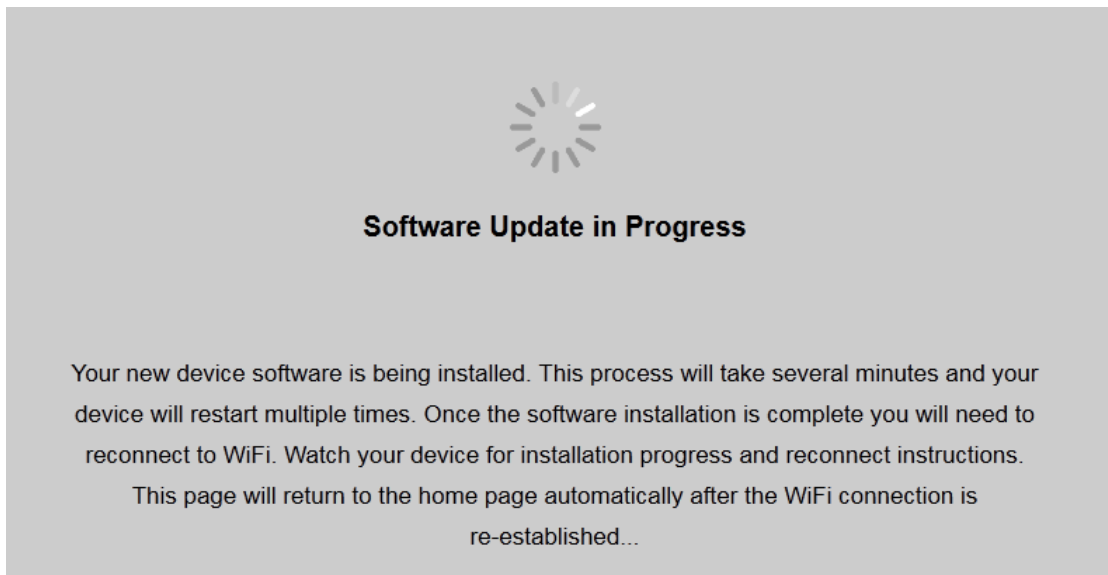 Software Update in Progress
Your new device software is being installed. This process will take several minutes and your
device will restart multiple times. Once the software installation is complete you will need to
reconnect to WiFi. Watch your device for installation progress and reconnect instructions.
This page will return to the home page automatically after the WiFi connection is
re-established...